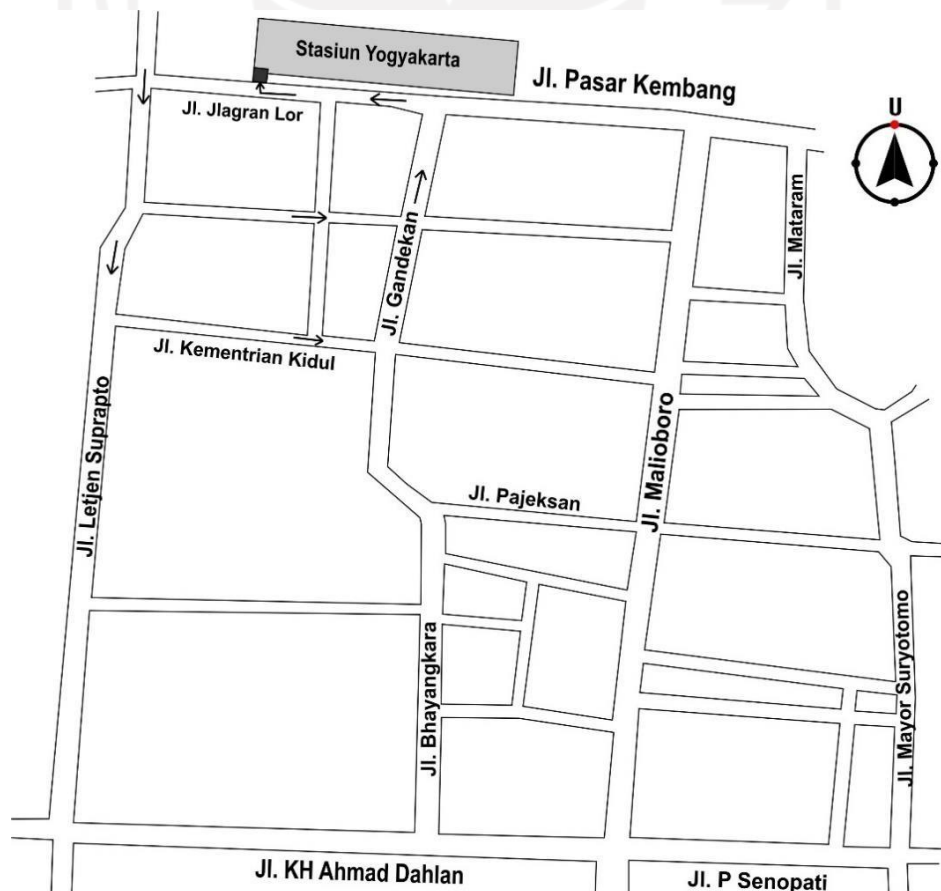 Stasiun Yogyakarta
Jl. Pasar Kembang
U
Jl. Jlagran Lor
Jl. Mataram
Jl. Gandekan
Jl. Kementrian Kidul
Jl. Letjen Suprapto
Jl. Malioboro
Jl. Pajeksan
Jl. Bhayangkara
Jl. Mayor Suryotomo
Jl. KH Ahmad Dahlan
Jl. P Senopati